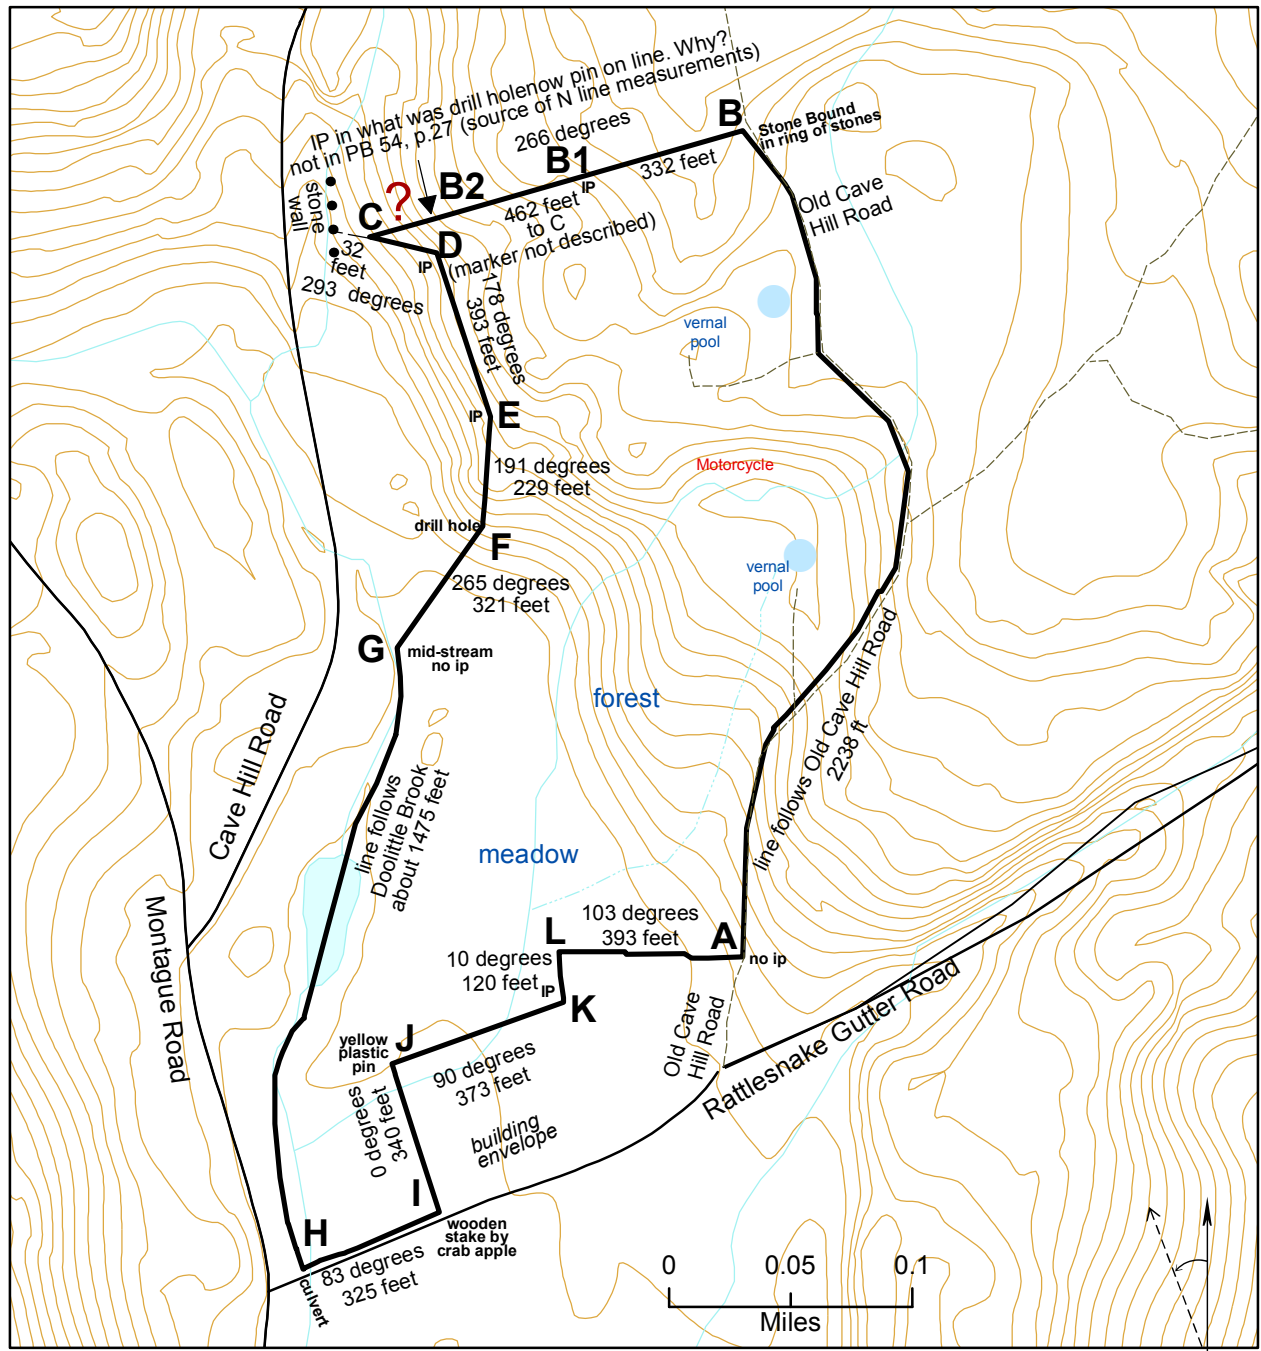 IP in what was drill holenow pin on line. Why?
not in PB 54, p.27 (source of N line measurements)
266 degrees
B
Stone Bound
in ring of stones
B1
IP
332 feet
B2
462 feet
to C
(marker not described)
?
C
stone
wall
32
feet
293 degrees
D
IP
Old Cave
Hill Road
178 degrees
393 feet
vernal
pool
IP
E
191 degrees
229 feet
Motorcycle
drill hole
F
265 degrees
321 feet
vernal
pool
G
mid-stream
no ip
forest
line follows Old Cave Hill Road
2238 ft
Cave Hill Road
line follows
Doolittle Brook
about 1475 feet
meadow
Montague Road
103 degrees
393 feet
L
A
no ip
10 degrees
120 feet
IP
K
Old Cave
Hill Road
Rattlesnake Gutter Road
yellow
plastic
pin
J
90 degrees
373 feet
0 degrees
340 feet
building
envelope
I
wooden
stake by
crab apple
H
culvert
83 degrees
325 feet
0 0.05 0.1
Miles